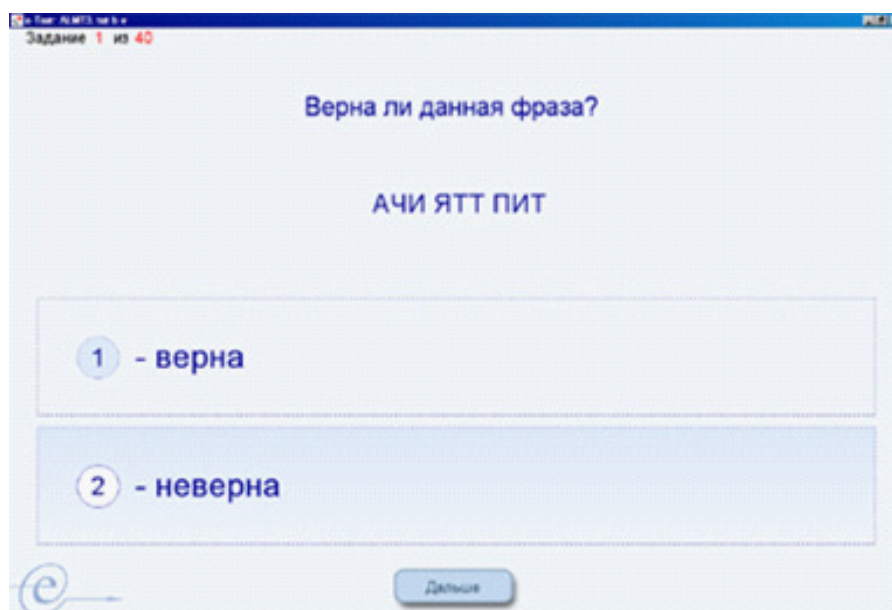 Задание 1 из 40
Верна ли данная фраза?
АЧИ ЯТТ ПИТ
1 - верна
2 - неверна
Дальше